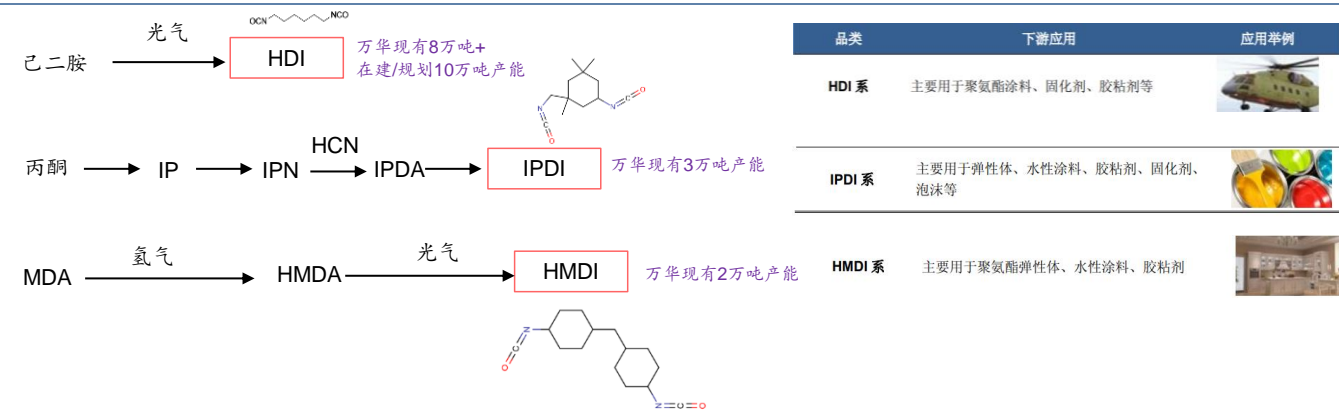 OCN NCO
光气
己二胺
HDI
万华现有8万吨+
在建/规划10万吨产能
N
C
O
N
C
O
HCN
丙酮
IP
IPN
IPDA
IPDI
万华现有3万吨产能
氢气
光气
MDA
HMDA
HMDI
万华现有2万吨产能
N
C
O
N
C
O
品类 下游应用 应用举例
HDI 系 主要用于聚氨酯涂料、固化剂、胶粘剂等
IPDI 系 主要用于弹性体、水性涂料、胶粘剂、固化剂、
泡沫等
HMDI 系 主要用于聚氨酯弹性体、水性涂料、胶粘剂